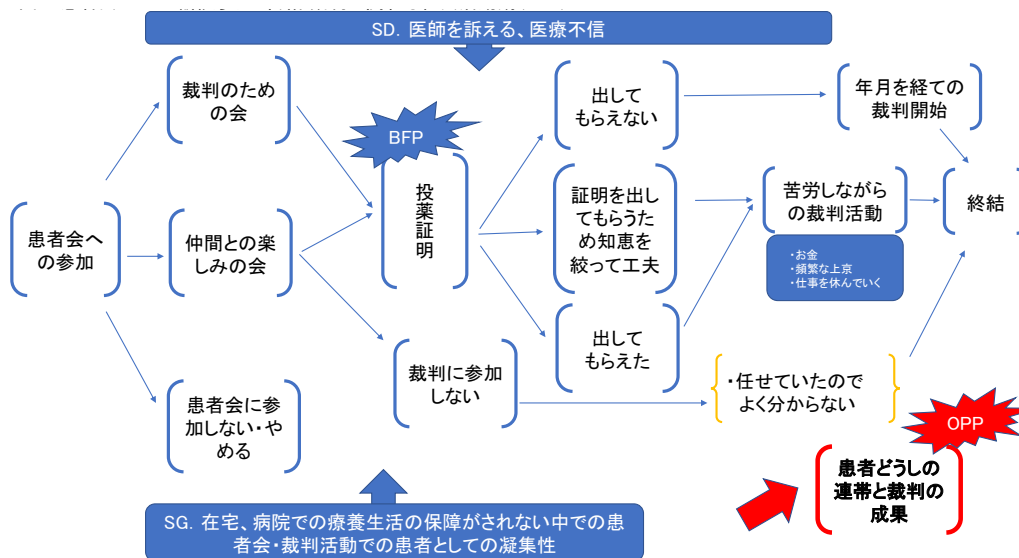 SD．医師を訴える、医療不信
裁判のため
の会
BFP
投薬証明
出して
もらえない
年月を経ての
裁判開始
患者会へ
の参加
仲間との楽
しみの会
証明を出し
てもらうた
め知恵を
絞って工夫
苦労しながら
の裁判活動
・お金
・頻繁な上京
・仕事を休んでいく
終結
出して
もらえた
裁判に参加
しない
・任せていたので
よく分からない
患者会に参
加しない・や
める
OPP
患者どうしの
連帯と裁判の
成果
SG．在宅、病院での療養生活の保障がされない中での患
者会・裁判活動での患者としての凝集性